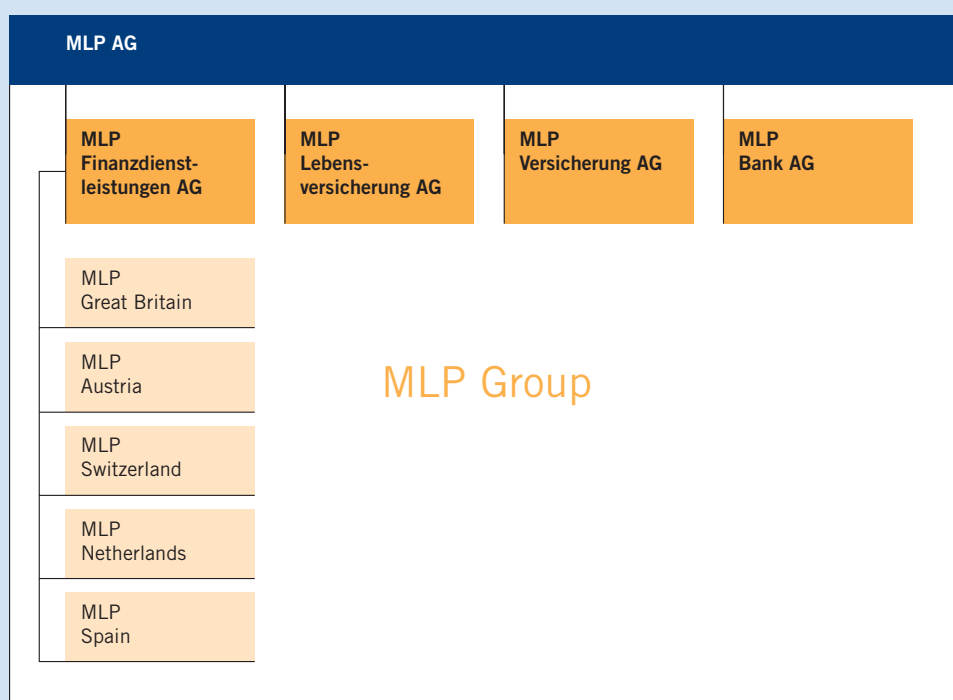 MLP AG
MLP
Finanzdienst-
leistungen AG
MLP
Lebens-
versicherung AG
MLP
Versicherung AG
MLP
Bank AG
MLP
Great Britain
MLP
Austria
MLP Group
MLP
Switzerland
MLP
Netherlands
MLP
Spain